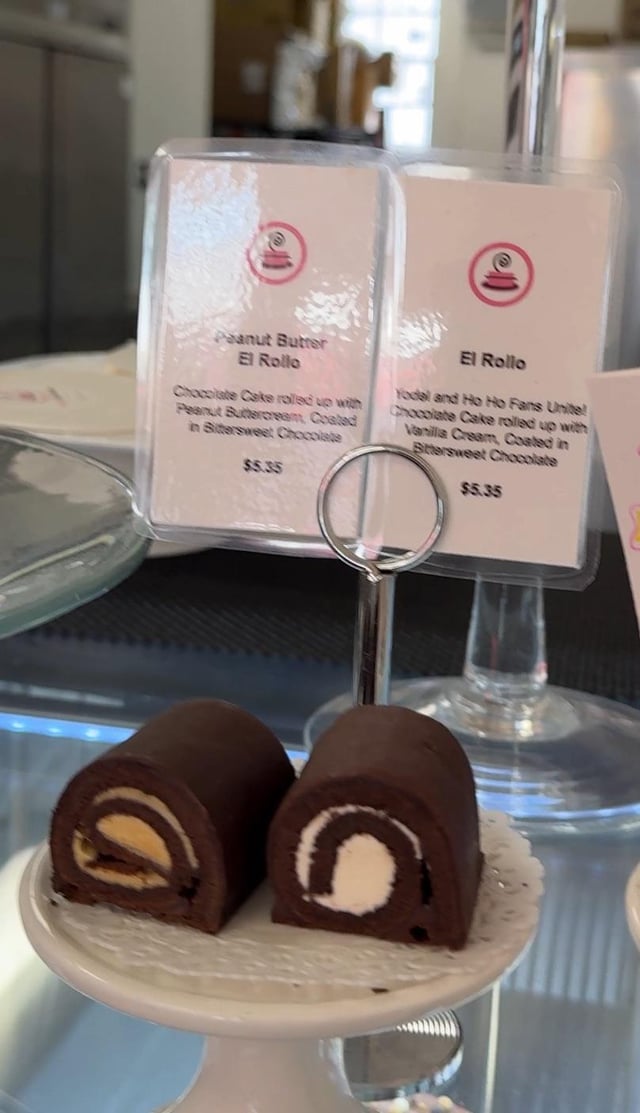 Peanut Butter
El Rollo
Chocolate Cake rolled up with
Peanut Buttercream, Coated
in Bittersweet Chocolate
$5.35
El Rollo
Yodel and Ho Ho Fans Unite!
Chocolate Cake rolled up with
Vanilla Cream, Coated in
Bittersweet Chocolate
$5.35